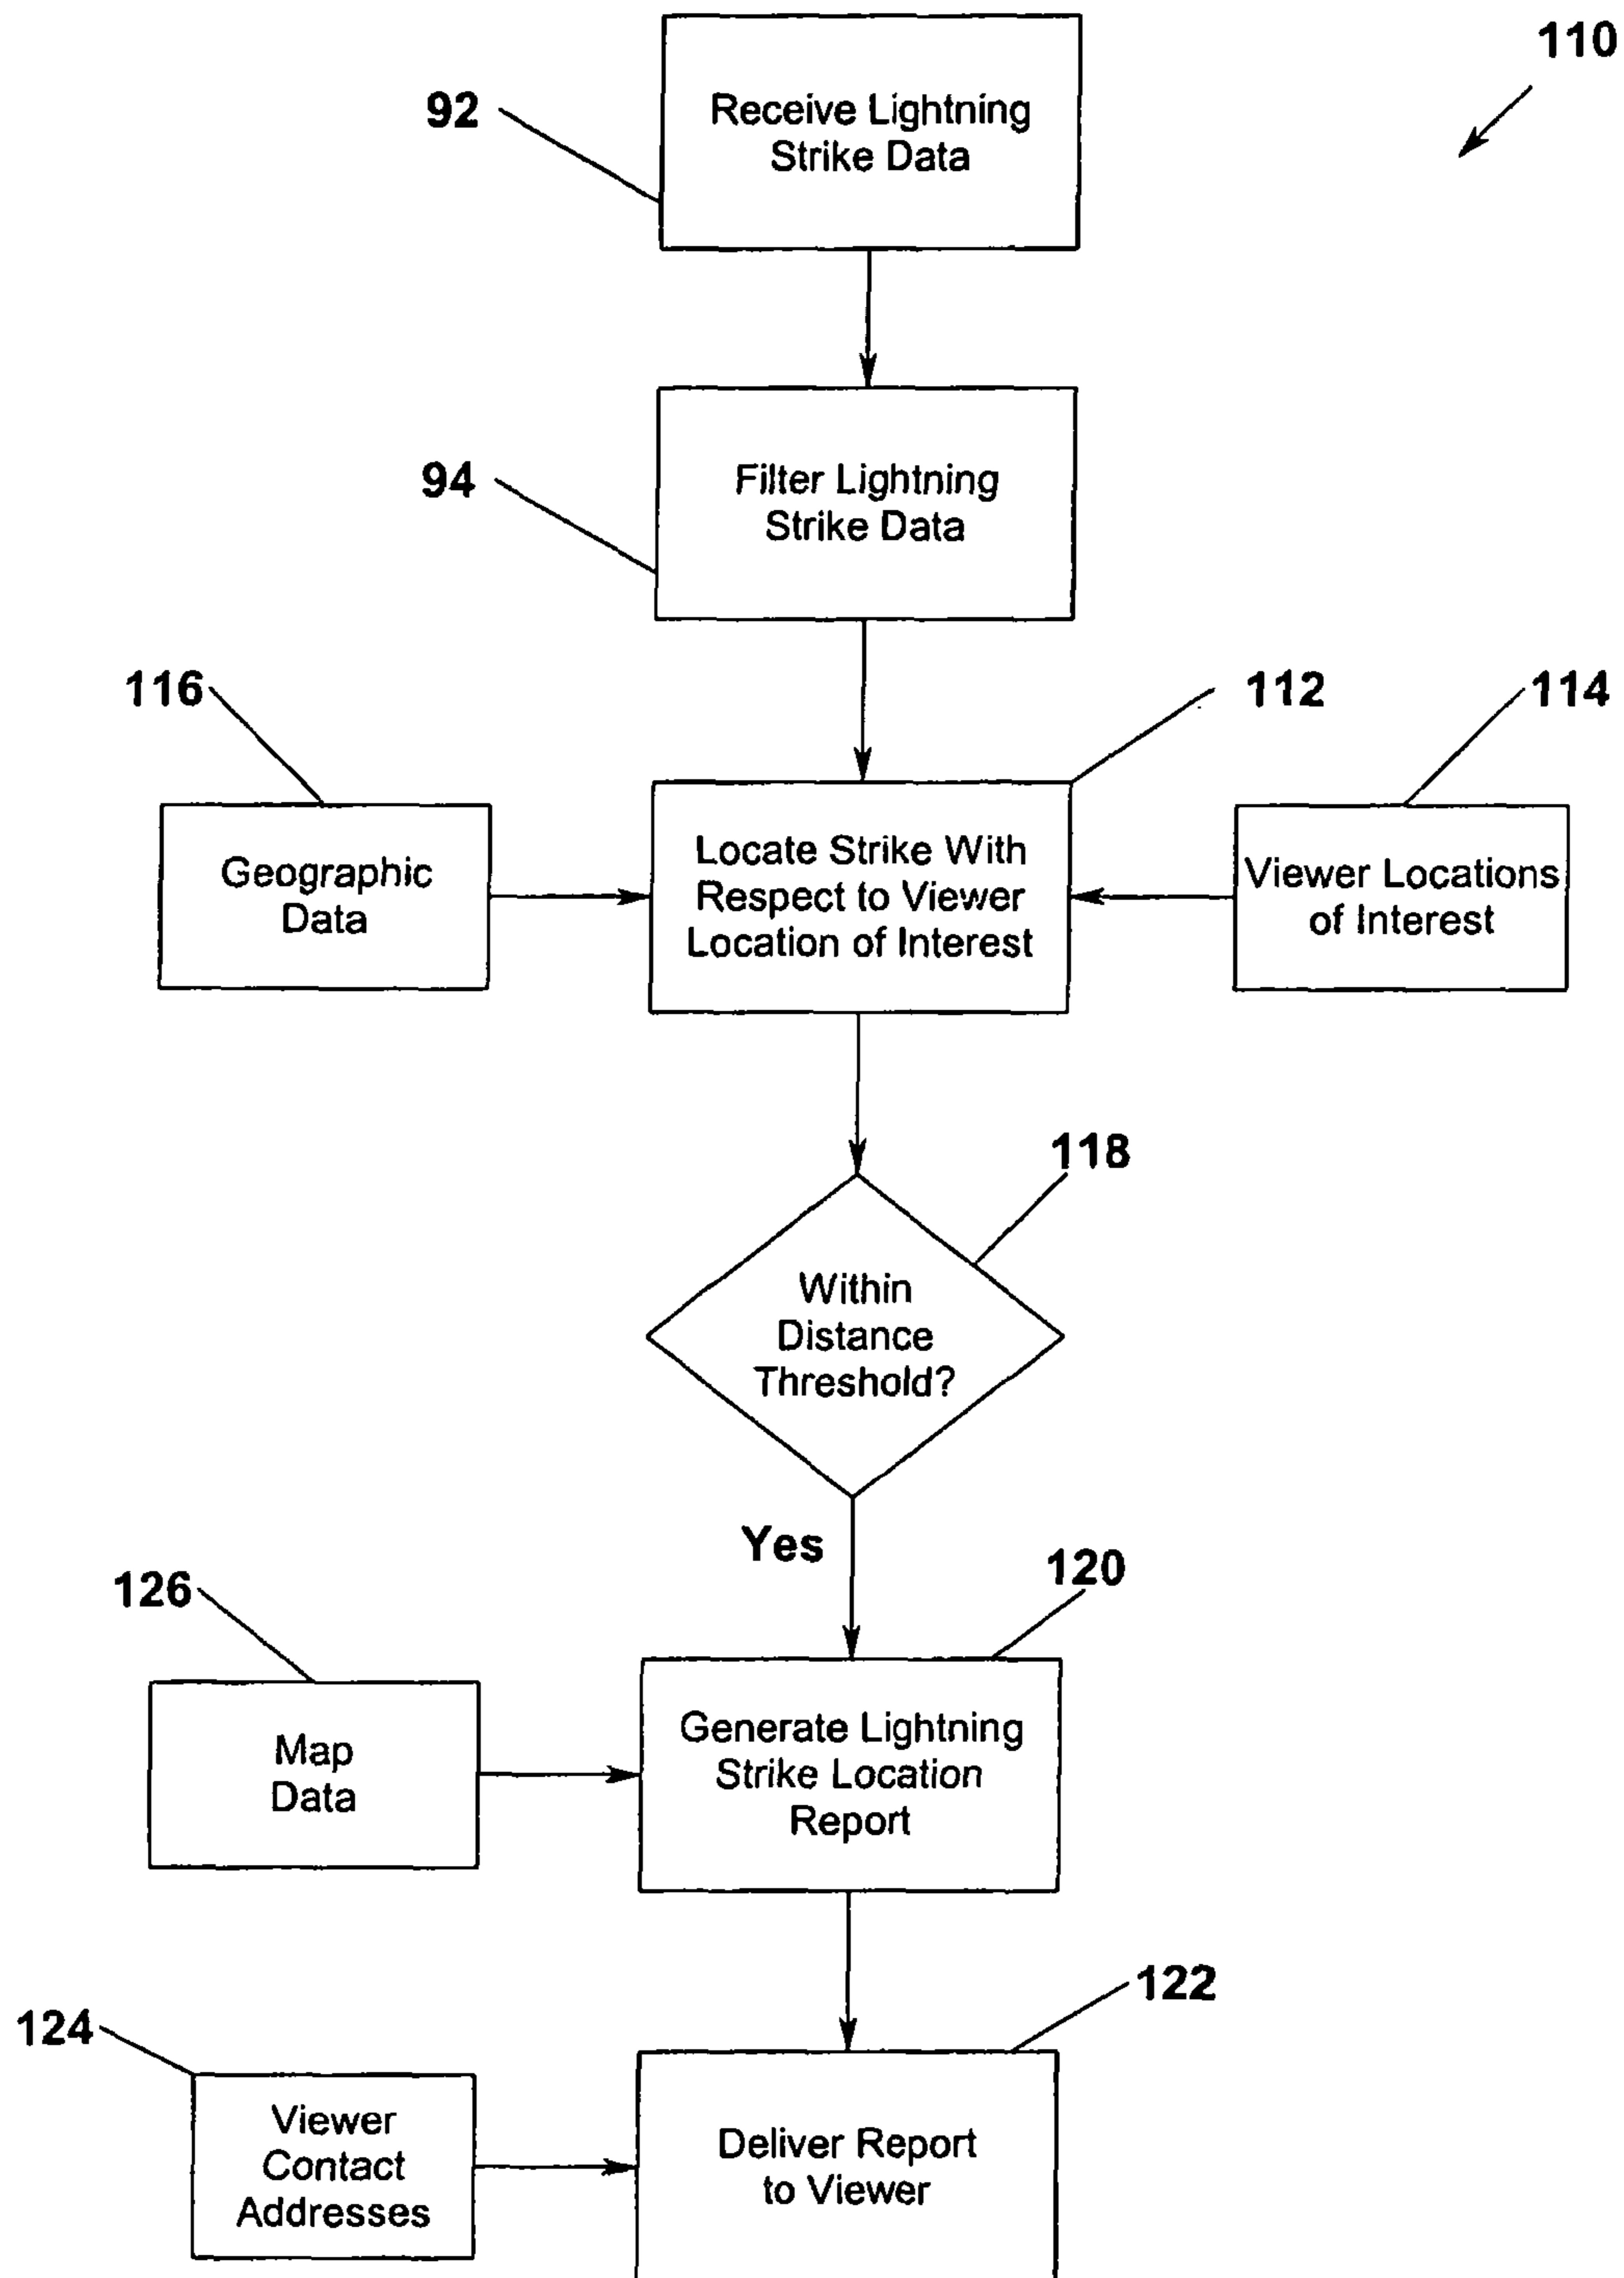 110
92
Receive Lightning
Strike Data
94
Filter Lightning
Strike Data
116
112
114
Geographic
Data
Locate Strike With
Respect to Viewer
Location of Interest
Viewer Locations
of Interest
118
Within
Distance
Threshold?
Yes
120
126
Map
Data
Generate Lightning
Strike Location
Report
122
124
Viewer
Contact
Addresses
Deliver Report
to Viewer